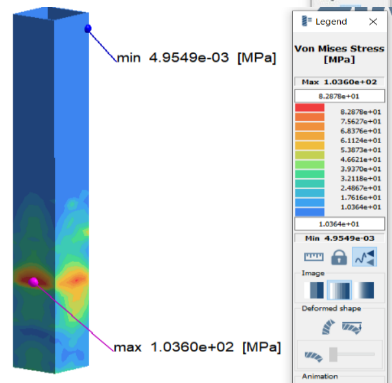 min 4.9549e-03 [MPa]
max 1.0360e+02 [MPa]
Legend
Von Mises Stress
[MPa]
Max 1.0360e+02
8.2878e+01
8.2878e+01
7.5627e+01
6.8376e+01
6.1124e+01
5.3873e+01
4.6621e+01
3.9370e+01
3.2118e+01
2.4867e+01
1.7616e+01
1.0364e+01
1.0364e+01
Min 4.9549e-03
Image
Deformed shape
Animation